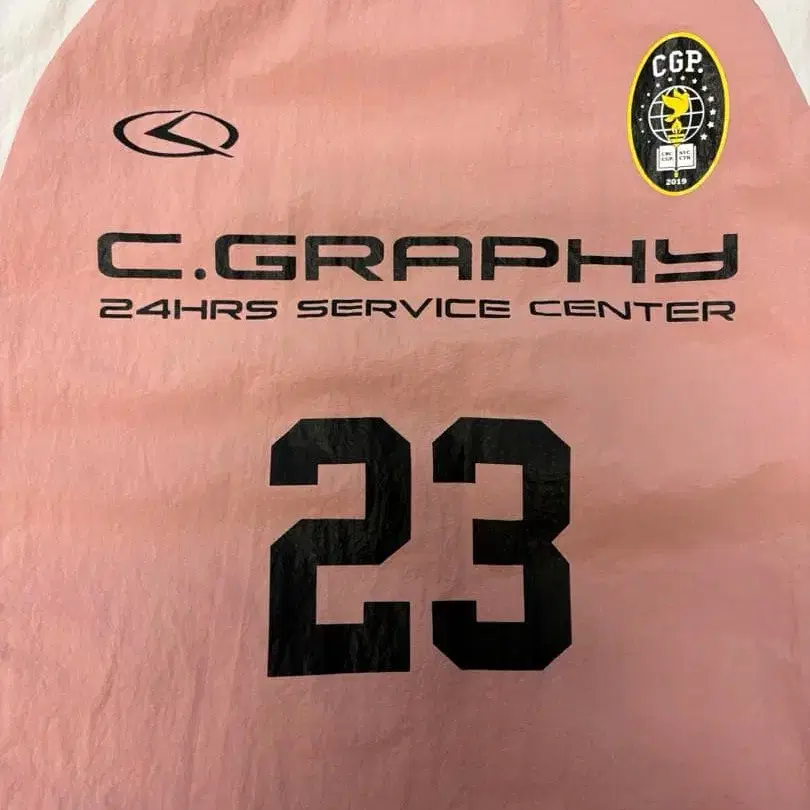 CGP.
2019
C.GRAPHY
24HRS SERVICE CENTER
23